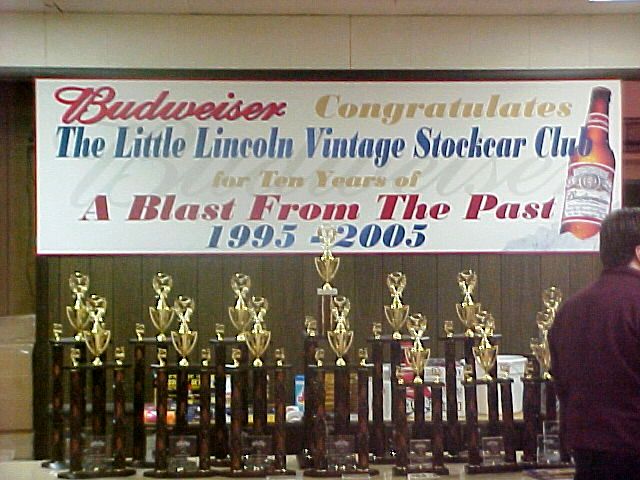 Budweiser Congratulates
The Little Lincoln Vintage Stockcar Club
for Ten Years of
A Blast From The Past
1995 - 2005